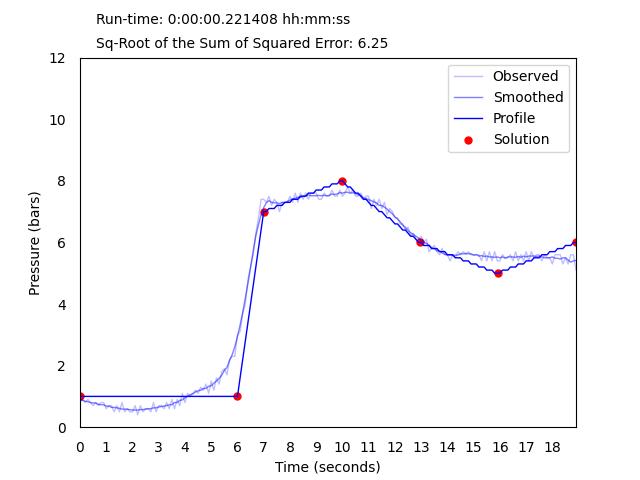 Run-time: 0:00:00.221408 hh:mm:ss
Sq-Root of the Sum of Squared Error: 6.25
Observed
Smoothed
Profile
Solution
12
10
8
6
4
2
0
Pressure (bars)
0 1 2 3 4 5 6 7 8 9 10 11 12 13 14 15 16 17 18
Time (seconds)